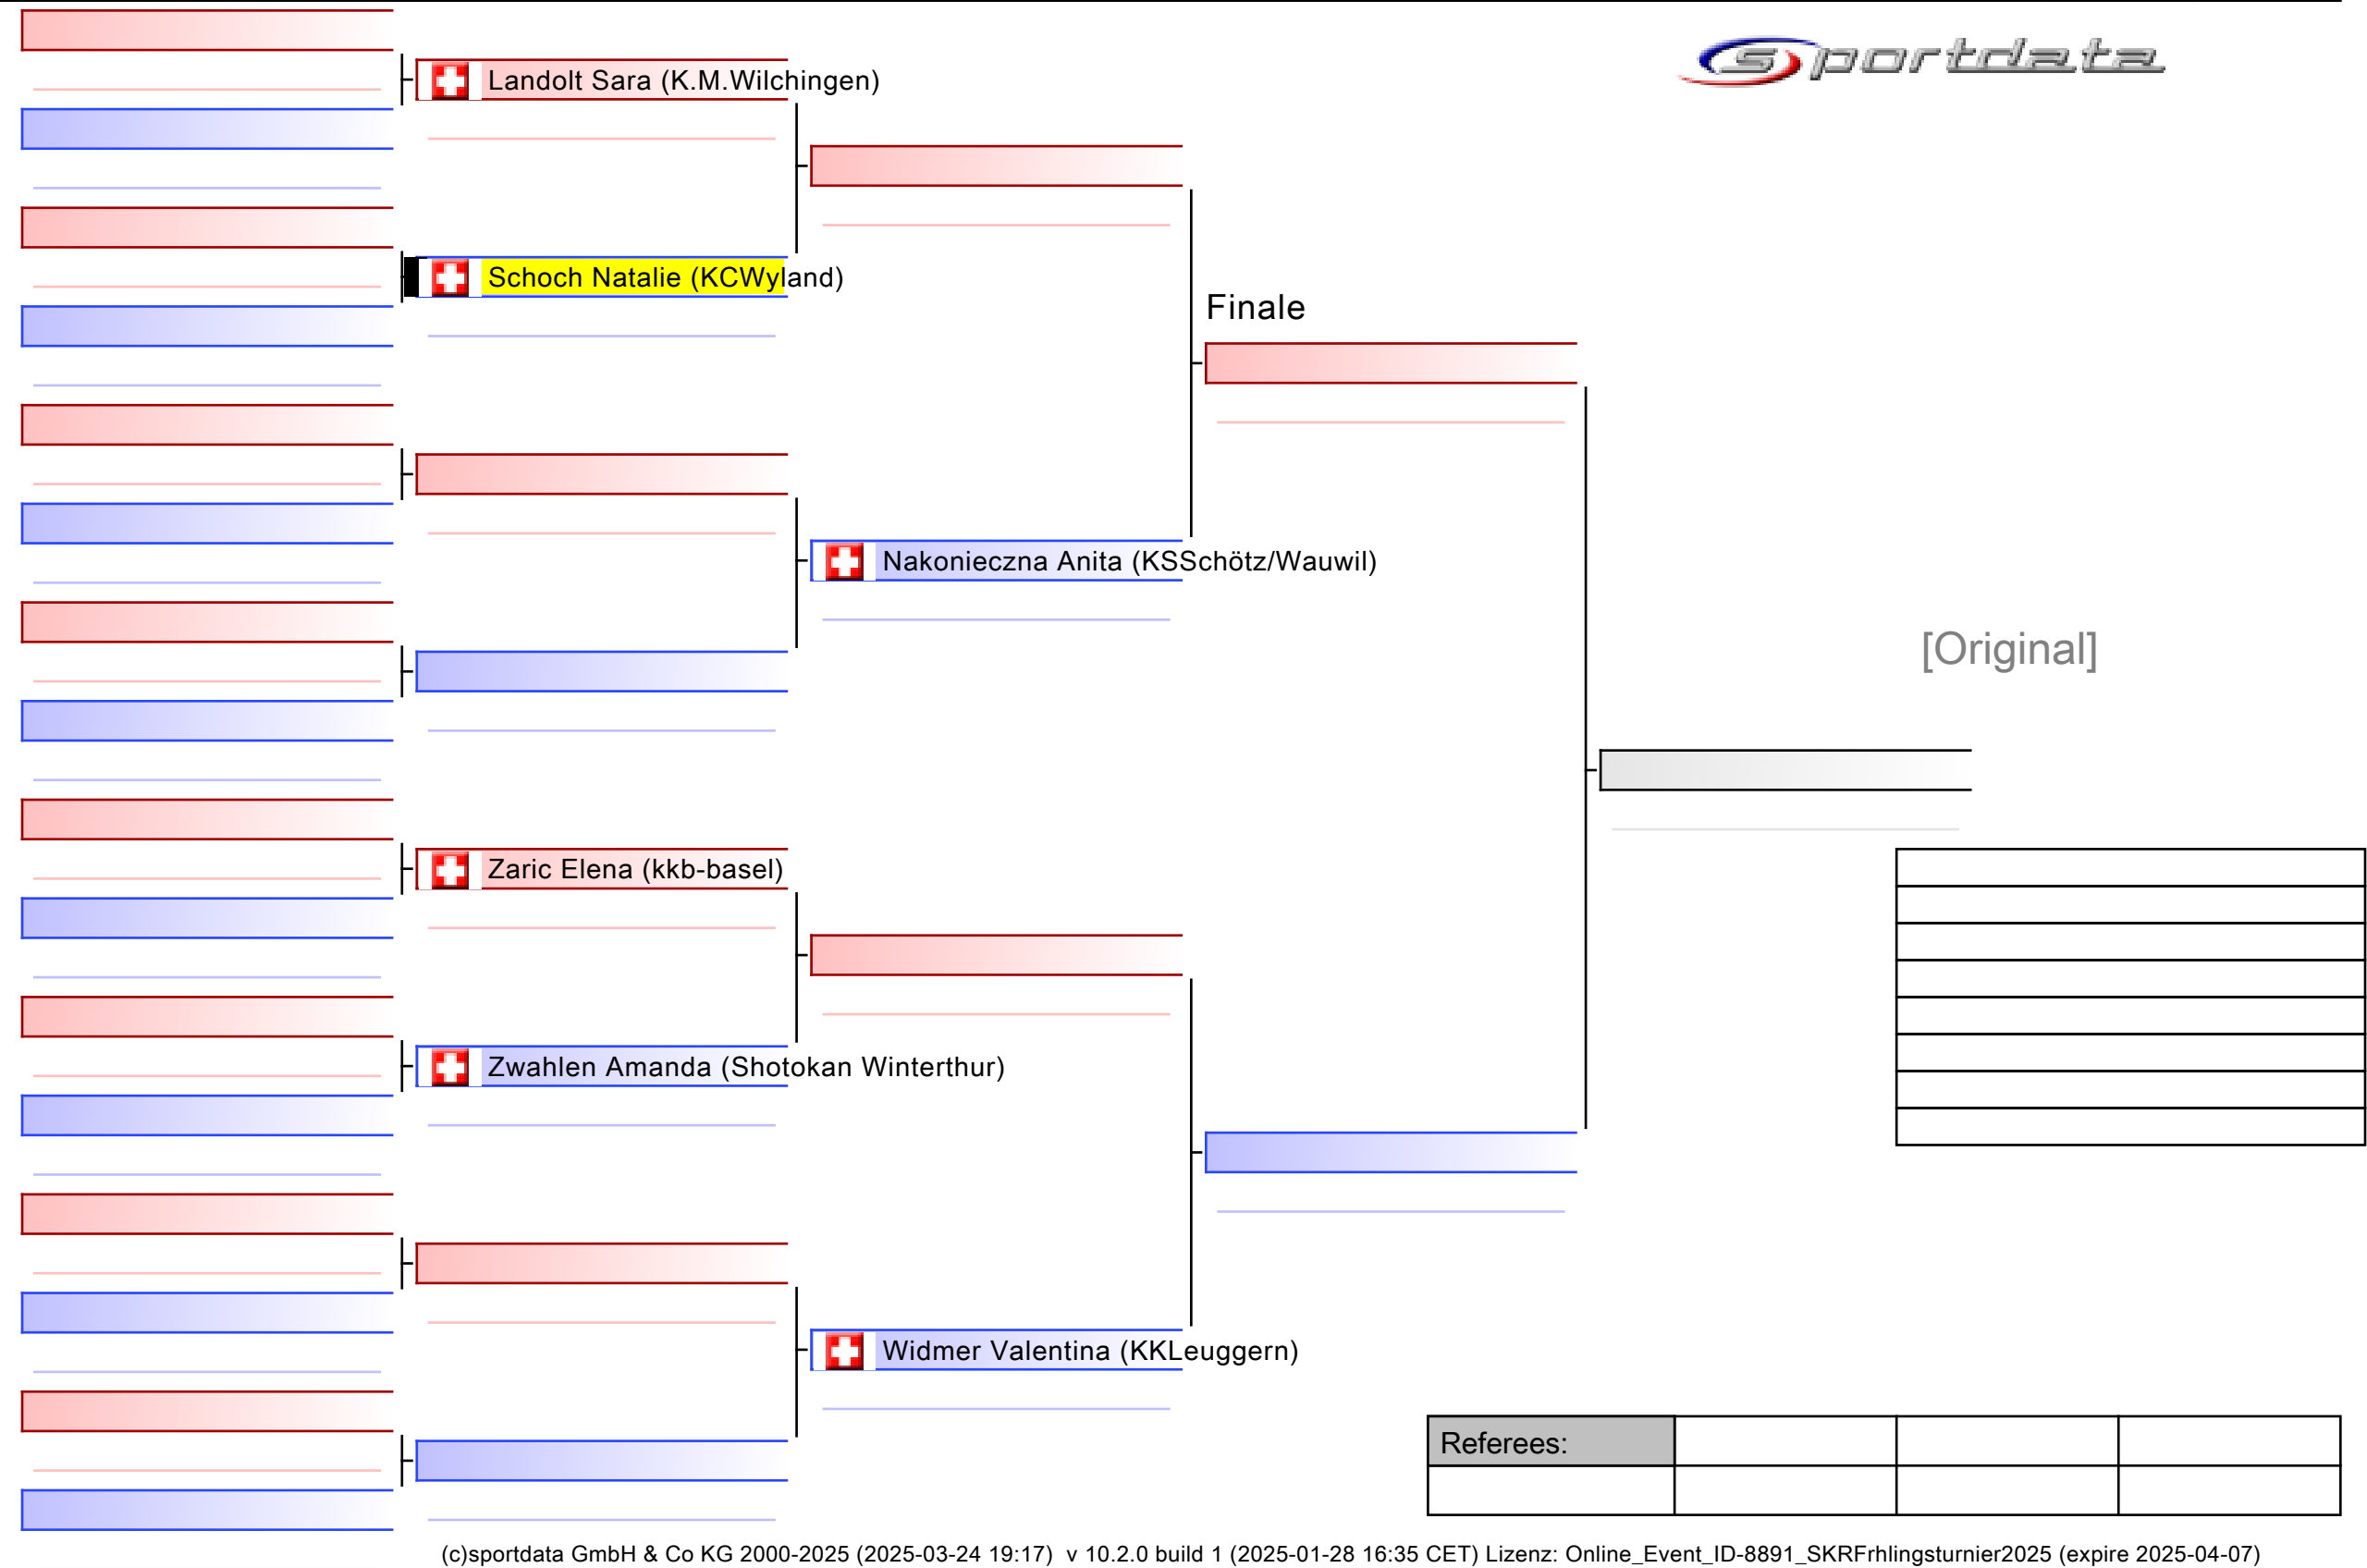 sportdata
Landolt Sara (K.M.Wilchingen)
Schoch Natalie (KCWyland)
Finale
Nakonieczna Anita (KSSchötz/Wauwil)
[Original]
Zaric Elena (kkb-basel)
Zwahlen Amanda (Shotokan Winterthur)
Widmer Valentina (KKLeuggern)
Referees:
(c)sportdata GmbH & Co KG 2000-2025 (2025-03-24 19:17) v 10.2.0 build 1 (2025-01-28 16:35 CET) Lizenz: Online_Event_ID-8891_SKRFrhlingsturnier2025 (expire 2025-04-07)